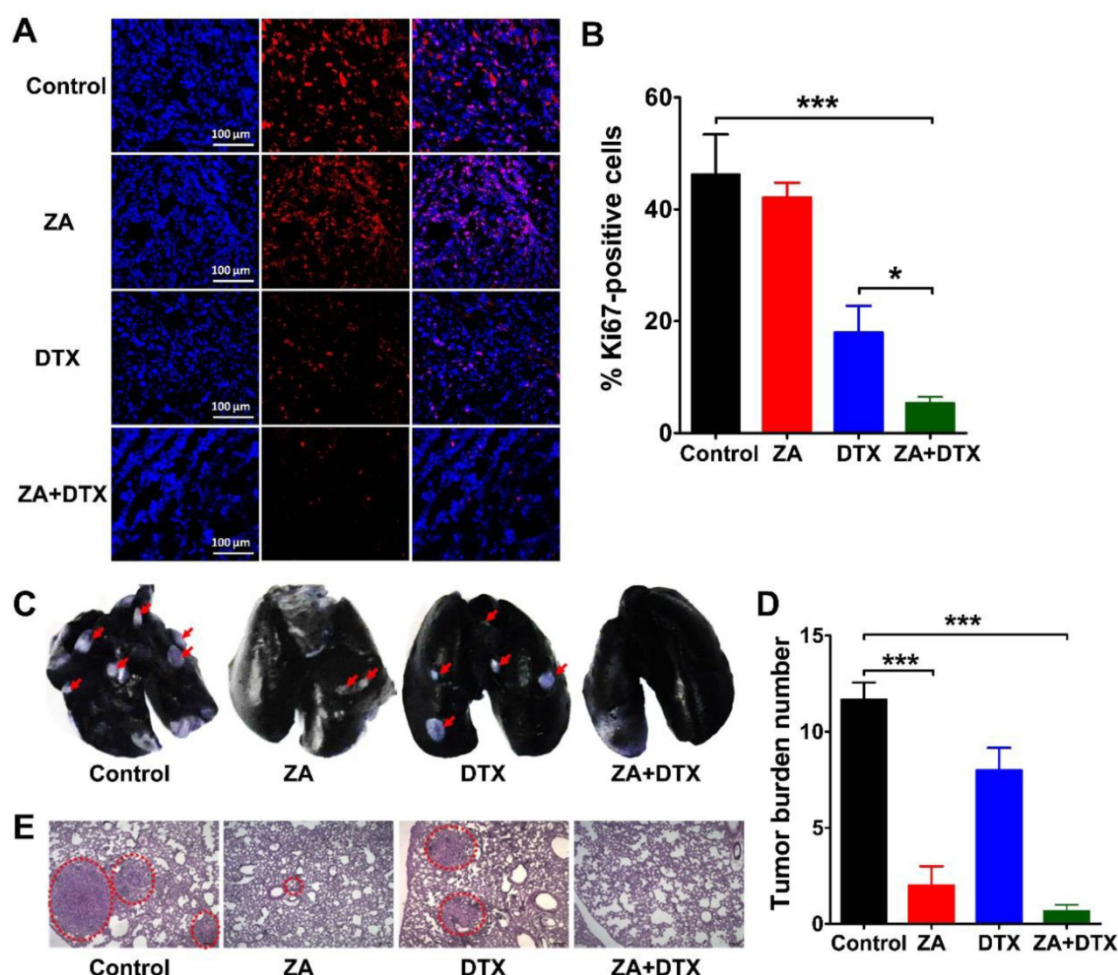 A
Control
100 µm
ZA
100 µm
DTX
100 µm
ZA+DTX
100 µm
B
% Ki67-positive cells
60
40
20
0
***
*
Control ZA DTX ZA+DTX
C
Control ZA DTX ZA+DTX
D
Tumor burden number
15
10
5
0
***
***
Control ZA DTX ZA+DTX
E
Control ZA DTX ZA+DTX